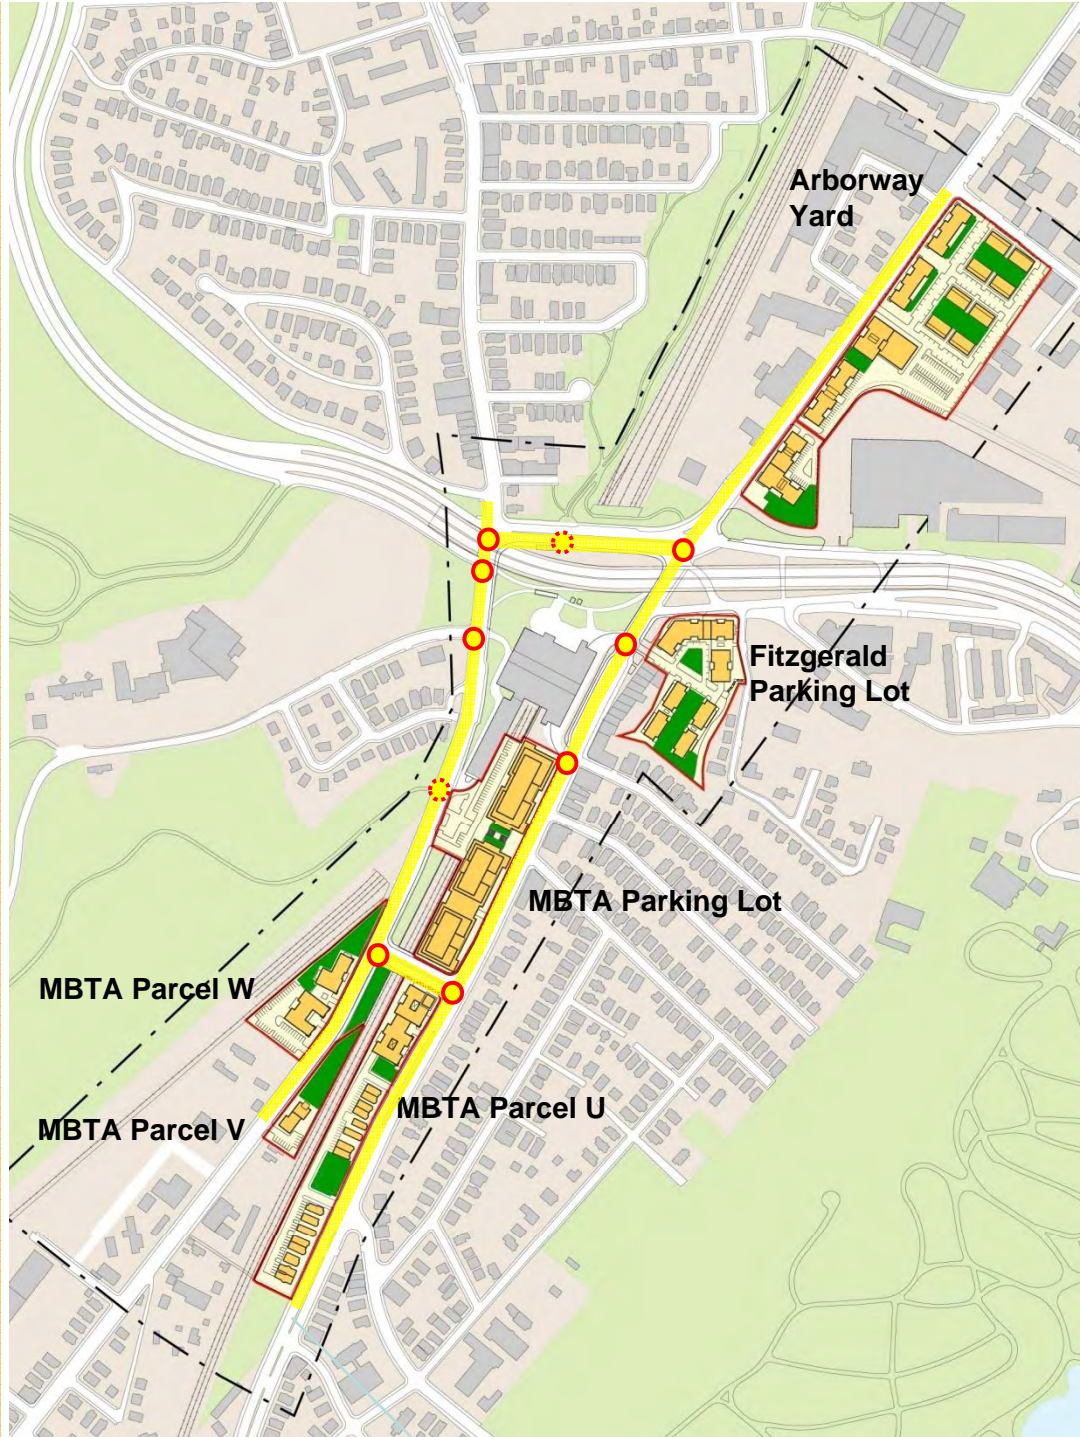 Arborway
Yard
Fitzgerald
Parking Lot
MBTA Parking Lot
MBTA Parcel W
MBTA Parcel U
MBTA Parcel V